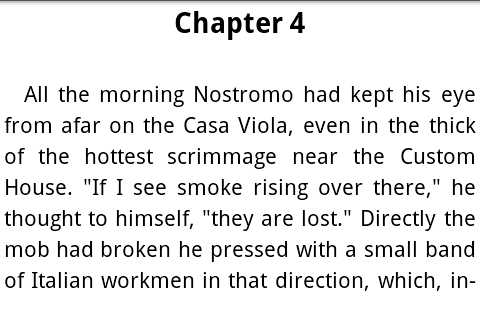 Chapter 4
All the morning Nostromo had kept his eye
from afar on the Casa Viola, even in the thick
of the hottest scrimmage near the Custom
House. "If I see smoke rising over there," he
thought to himself, "they are lost." Directly the
mob had broken he pressed with a small band
of Italian workmen in that direction, which, in-